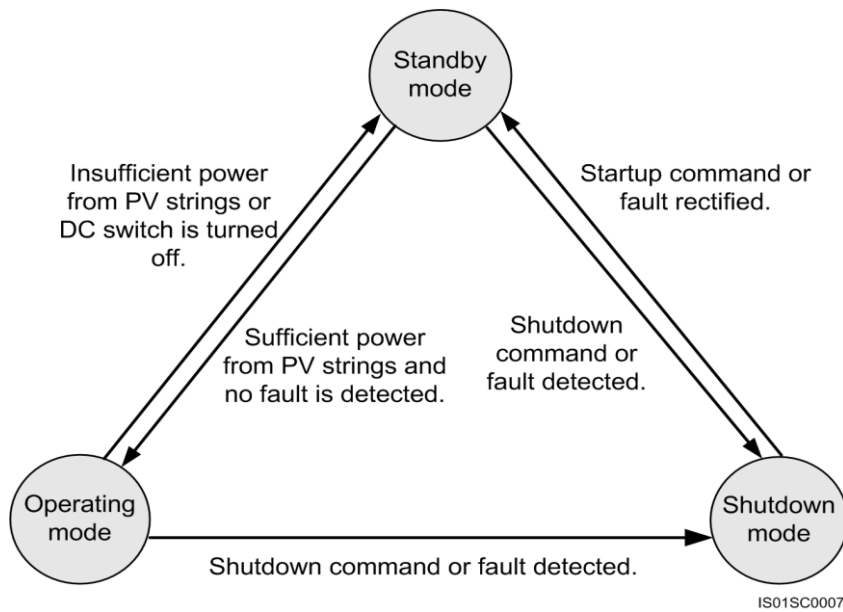 Standby
mode
Insufficient power
from PV strings or
DC switch is turned
off.
Startup command or
fault rectified.
Sufficient power
from PV strings and
no fault is detected.
Shutdown
command or
fault detected.
Operating
mode
Shutdown
mode
Shutdown command or fault detected.
IS01SC0007